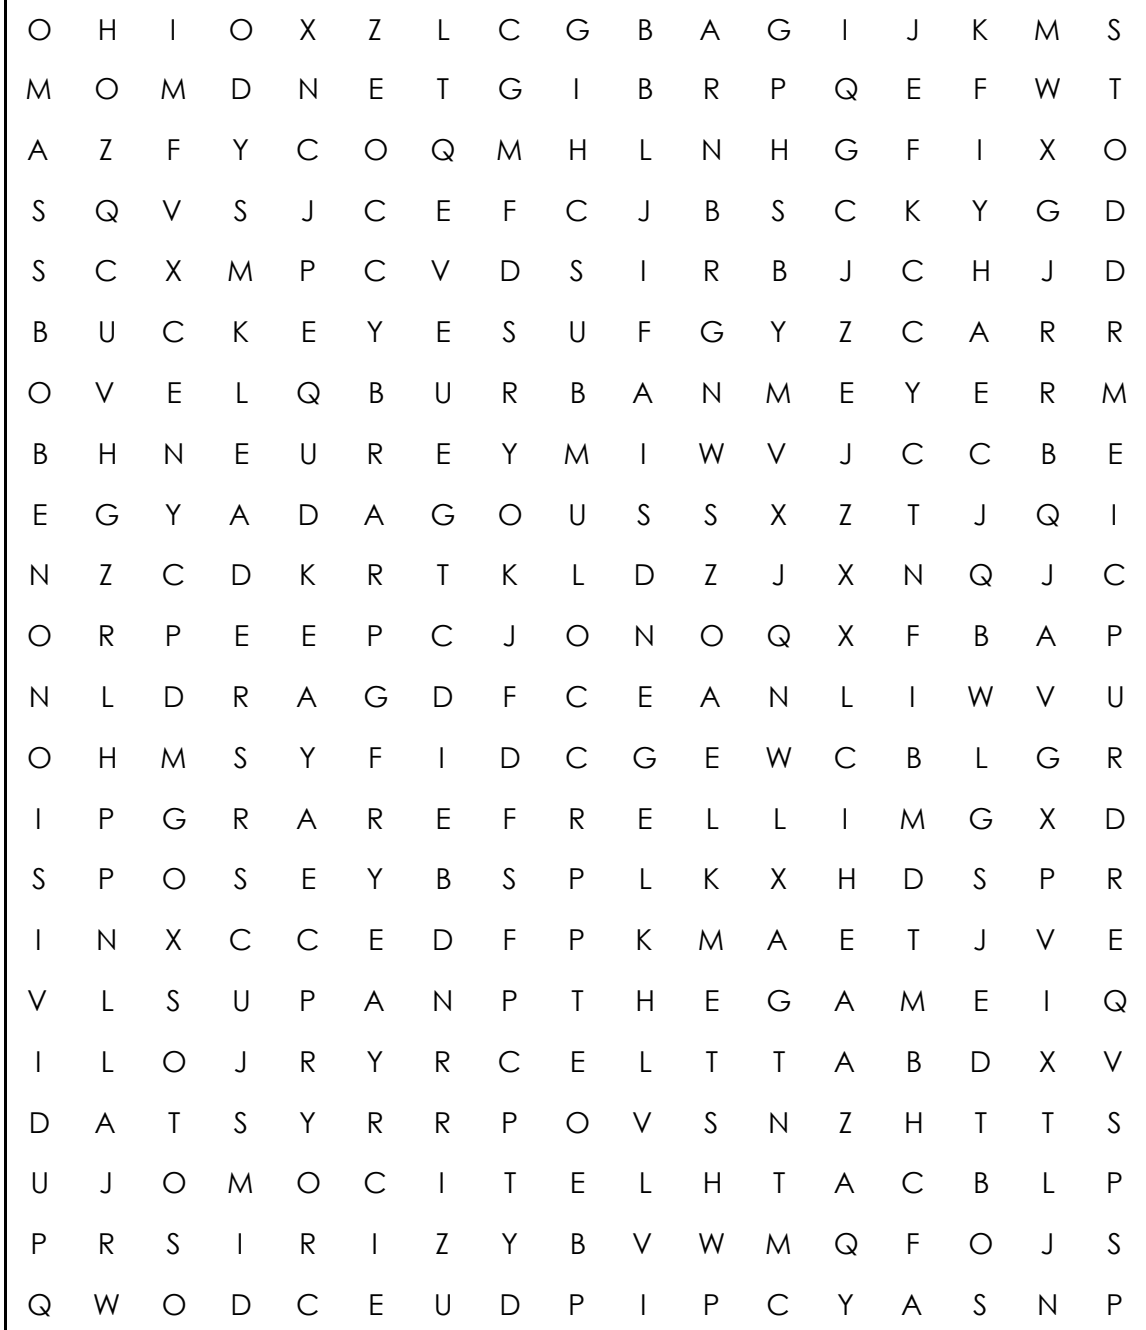 O H I O X Z L C G B A G I J K M S
M O M D N E T G I B R P Q E F W T
A Z F Y C O Q M H L N H G F I X O
S Q V S J C E F C J B S C K Y G D
S C X M P C V D S I R B J C H J D
B U C K E Y E S U F G Y Z C A R R
O V E L Q B U R B A N M E Y E R M
B H N E U R E Y M I W V J C C B E
E G Y A D A G O U S S X Z T J Q I
N Z C D K R T K L D Z J X N Q J C
O R P E E P C J O N O Q X F B A P
N L D R A G D F C E A N L I W V U
O H M S Y F I D C G E W C B L G R
I P G R A R E F R E L L I M G X D
S P O S E Y B S P L K X H D S P R
I N X C C E D F P K M A E T J V E
V L S U P A N P T H E G A M E I Q
I L O J R Y R C E L T T A B D X V
D A T S Y R R P O V S N Z H T T S
U J O M O C I T E L H T A C B L P
P R S I R I Z Y B V W M Q F O J S
Q W O D C E U D P I P C Y A S N P